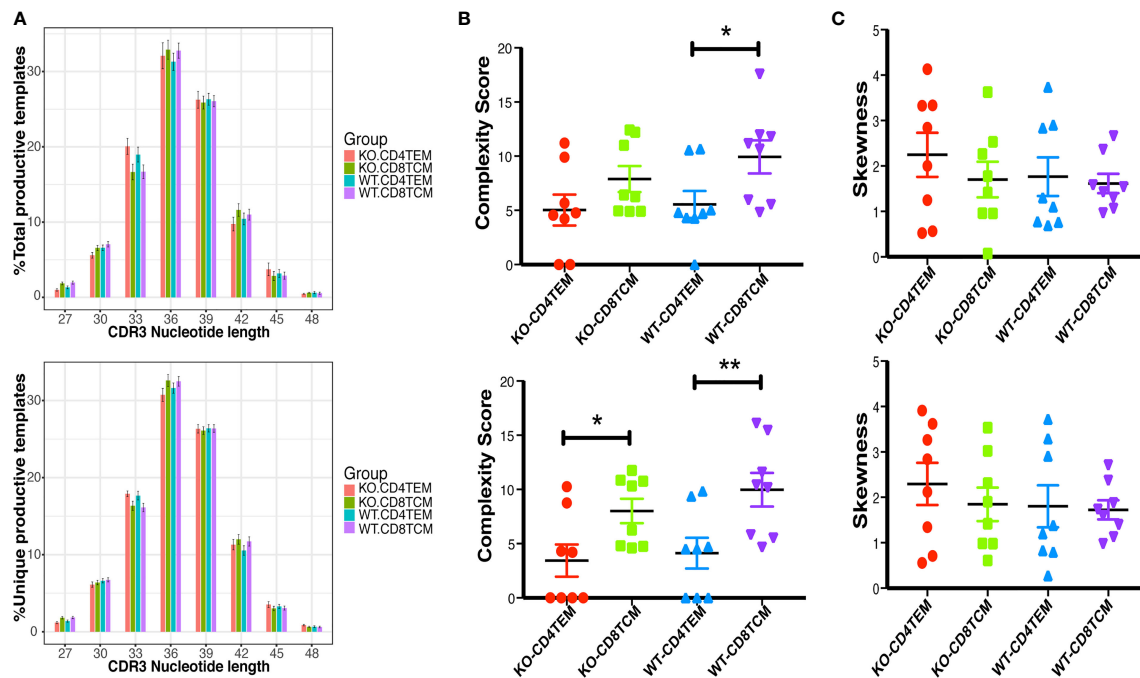 A
B
C
%Total productive templates
30
20
10
0
27 30 33 36 39 42 45 48
CDR3 Nucleotide length
Group
KO.CD4TEM
KO.CD8TCM
WT.CD4TEM
WT.CD8TCM
Complexity Score
20
15
10
5
0
*
KO-CD4TEM
KO-CD8TCM
WT-CD4TEM
WT-CD8TCM
Skewness
5
4
3
2
1
0
KO-CD4TEM
KO-CD8TCM
WT-CD4TEM
WT-CD8TCM
%Unique productive templates
30
20
10
0
27 30 33 36 39 42 45 48
CDR3 Nucleotide length
Group
KO.CD4TEM
KO.CD8TCM
WT.CD4TEM
WT.CD8TCM
Complexity Score
20
15
10
5
0
*
**
KO-CD4TEM
KO-CD8TCM
WT-CD4TEM
WT-CD8TCM
Skewness
5
4
3
2
1
0
KO-CD4TEM
KO-CD8TCM
WT-CD4TEM
WT-CD8TCM